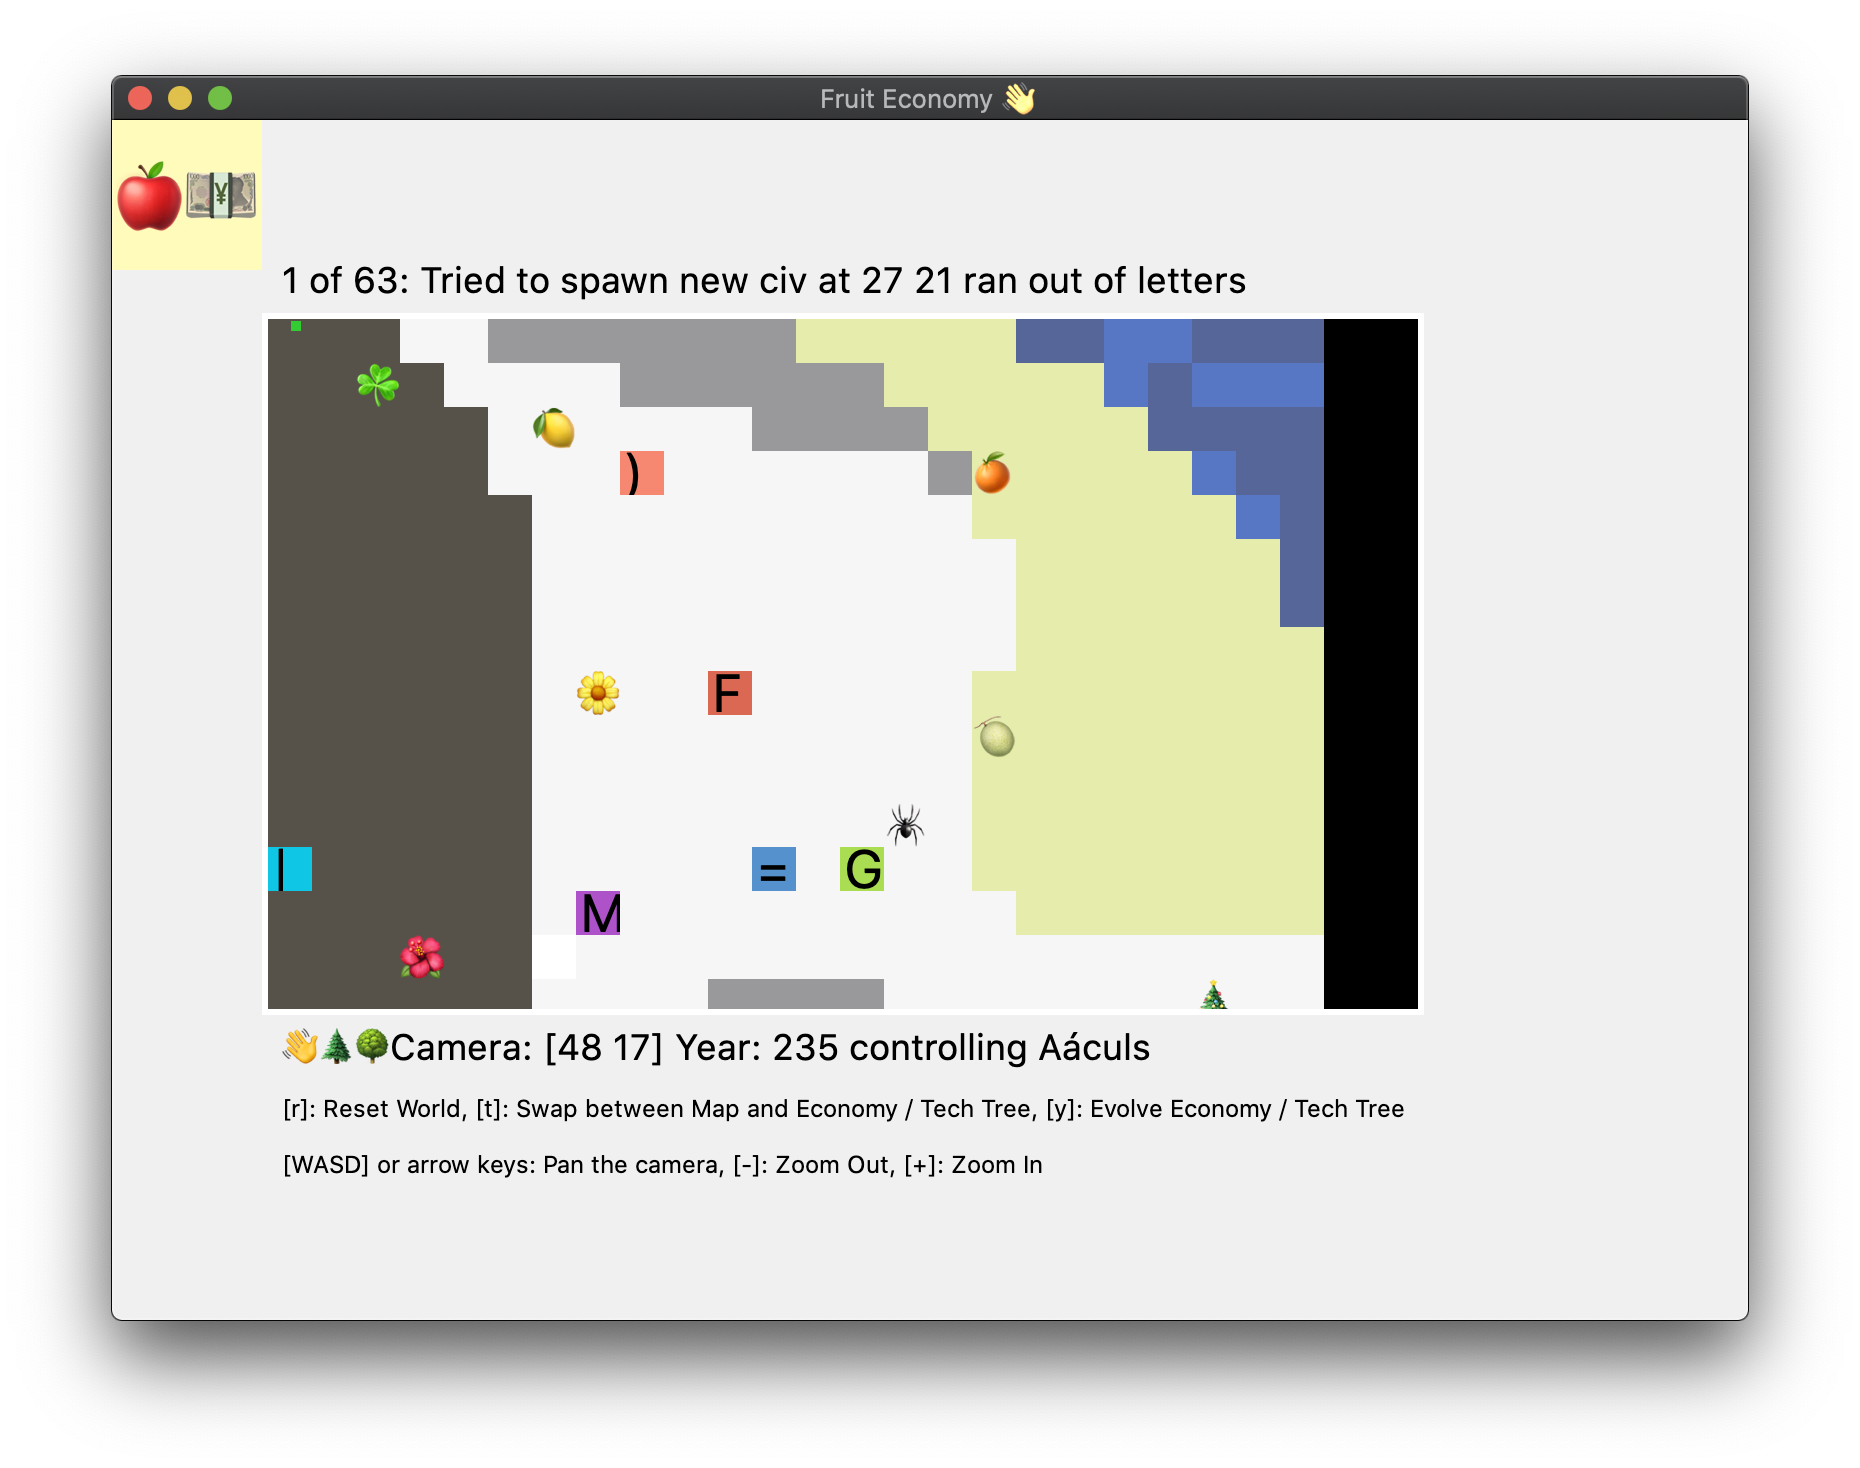 Fruit Economy 👋
🍎💴
1 of 63: Tried to spawn new civ at 27 21 ran out of letters
)
F
| = G
M
👋🌲🌳Camera: [48 17] Year: 235 controlling Aáculs
[r]: Reset World, [t]: Swap between Map and Economy / Tech Tree, [y]: Evolve Economy / Tech Tree
[WASD] or arrow keys: Pan the camera, [-]: Zoom Out, [+]: Zoom In